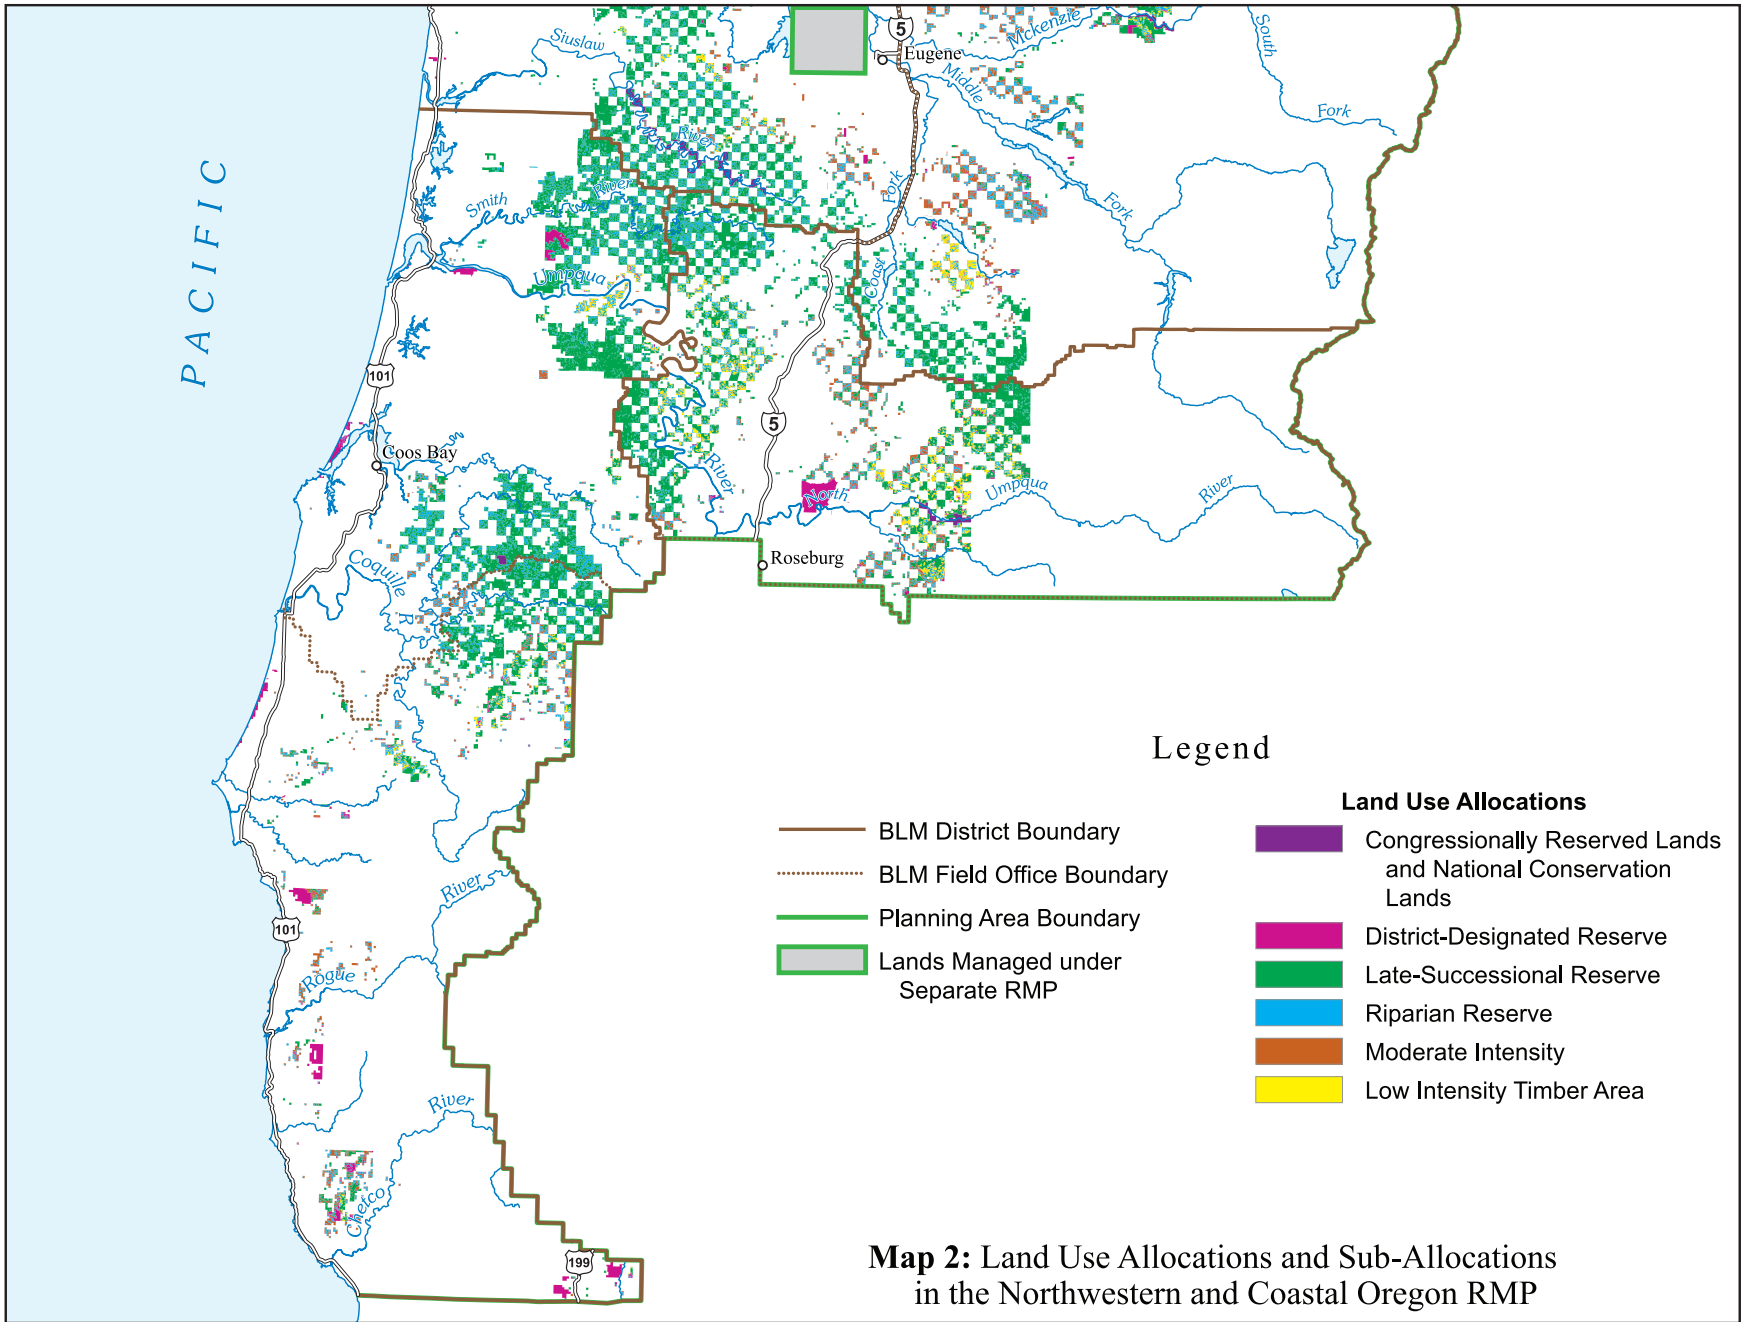 Siuslaw
5
Eugene
Mckenzie
South
Fork
Middle
Fork
River
Fork
Coast
Smith
River
Umpqua
PACIFIC
101
5
Coos Bay
River
North
Umpqua
River
Roseburg
Coquille
R
River
101
Rogue
River
Chetco
199
Legend
BLM District Boundary
BLM Field Office Boundary
Planning Area Boundary
Lands Managed under
Separate RMP
Land Use Allocations
Congressionally Reserved Lands
and National Conservation
Lands
District-Designated Reserve
Late-Successional Reserve
Riparian Reserve
Moderate Intensity
Low Intensity Timber Area
Map 2: Land Use Allocations and Sub-Allocations
in the Northwestern and Coastal Oregon RMP